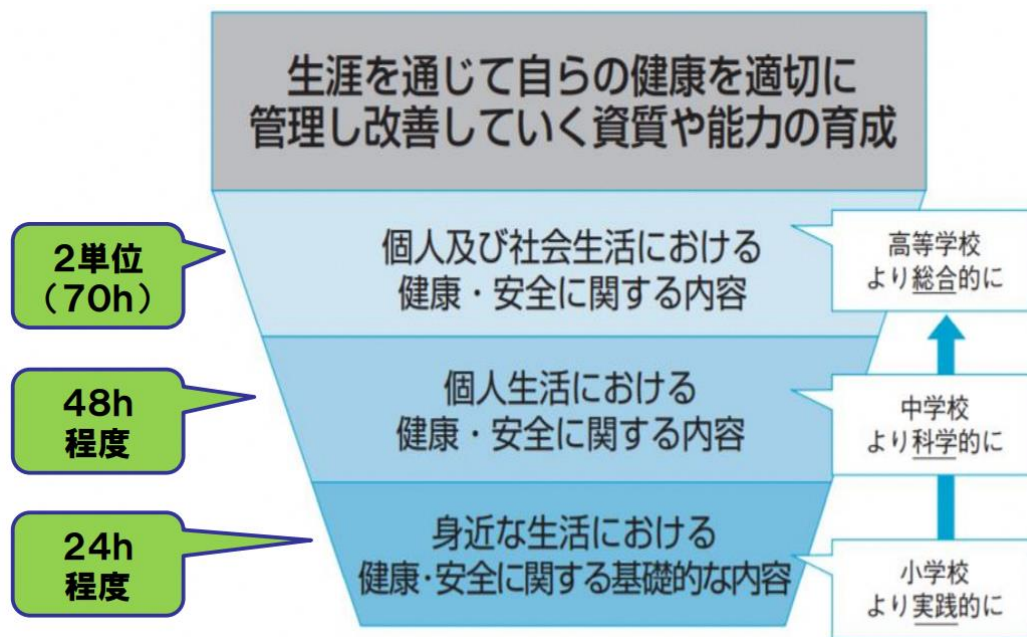 生涯を通じて自らの健康を適切に
管理し改善していく資質や能力の育成
2単位
（70h）
個人及び社会生活における
健康・安全に関する内容
高等学校
より総合的に
48h
程度
個人生活における
健康・安全に関する内容
中学校
より科学的に
24h
程度
身近な生活における
健康・安全に関する基礎的な内容
小学校
より実践的に